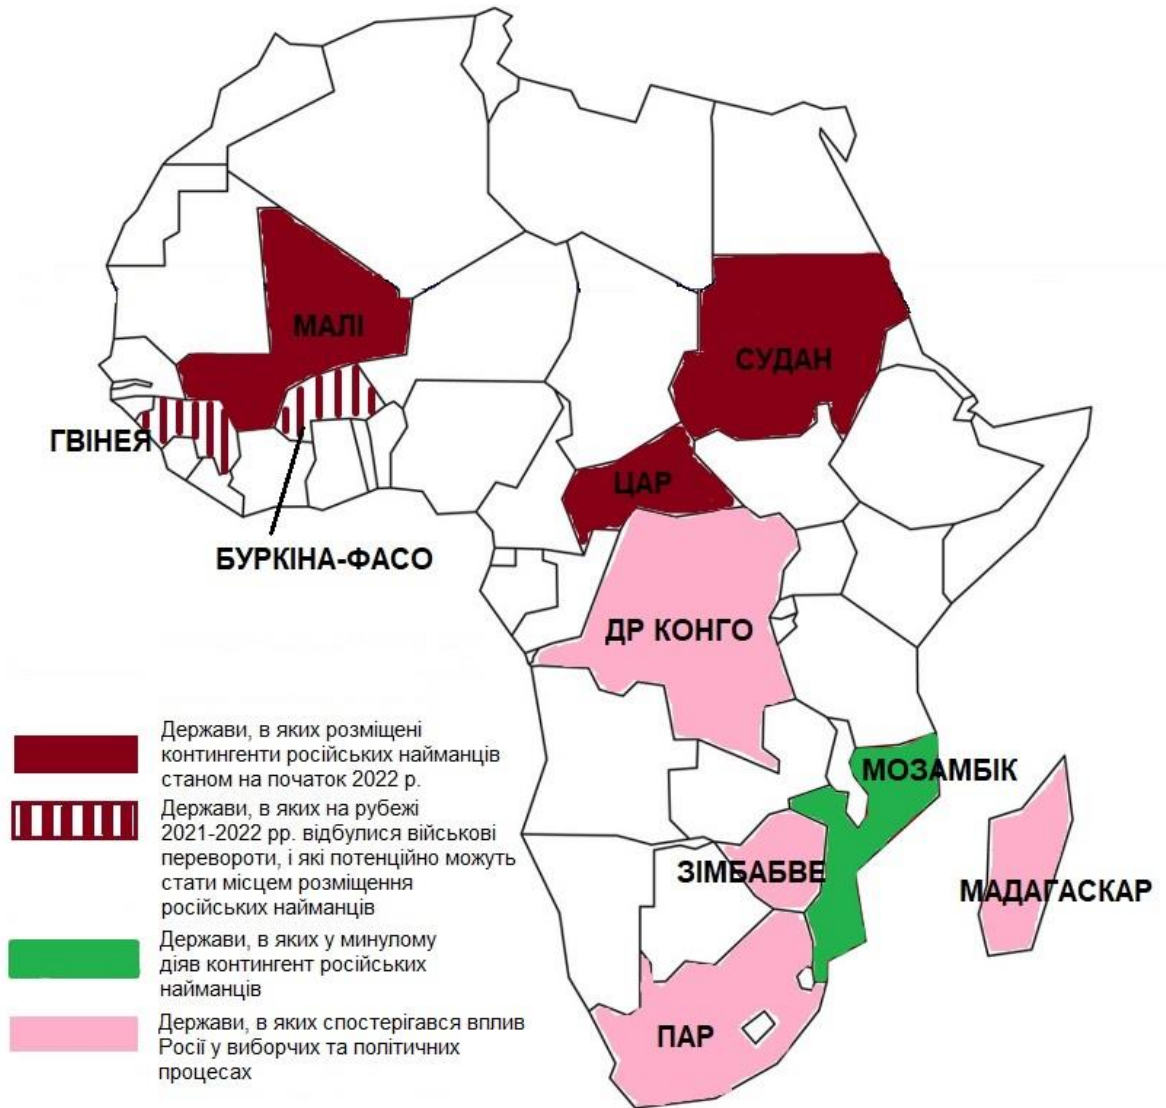 МАЛІ
СУДАН
ГВІНЕЯ
ЦАР
БУРКІНА-ФАСО
ДР КОНГО
МОЗАМБІК
ЗІМБАБВЕ
МАДАГАСКАР
ПАР
Держави, в яких розміщені
контингенти російських найманців
станом на початок 2022 р.
Держави, в яких на рубежі
2021-2022 рр. відбулися військові
перевороти, і які потенційно можуть
стати місцем розміщення
російських найманців
Держави, в яких у минулому
діяв контингент російських
найманців
Держави, в яких спостерігався вплив
Росії у виборчих та політичних
процесах